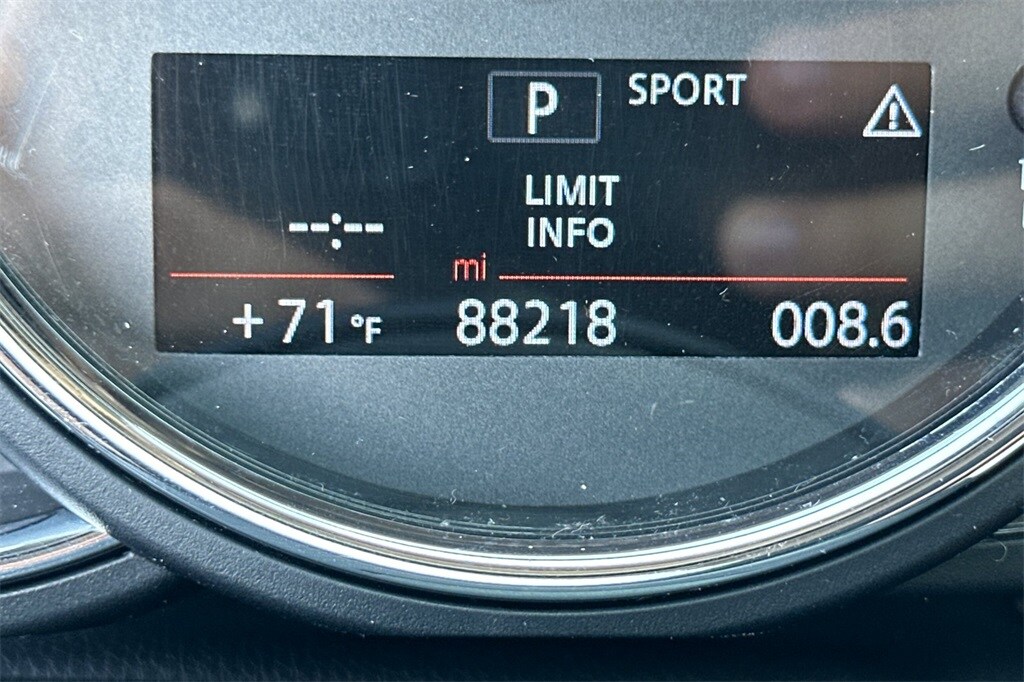 P
SPORT
LIMIT
INFO
--:--
mi
+71°F
88218
008.6